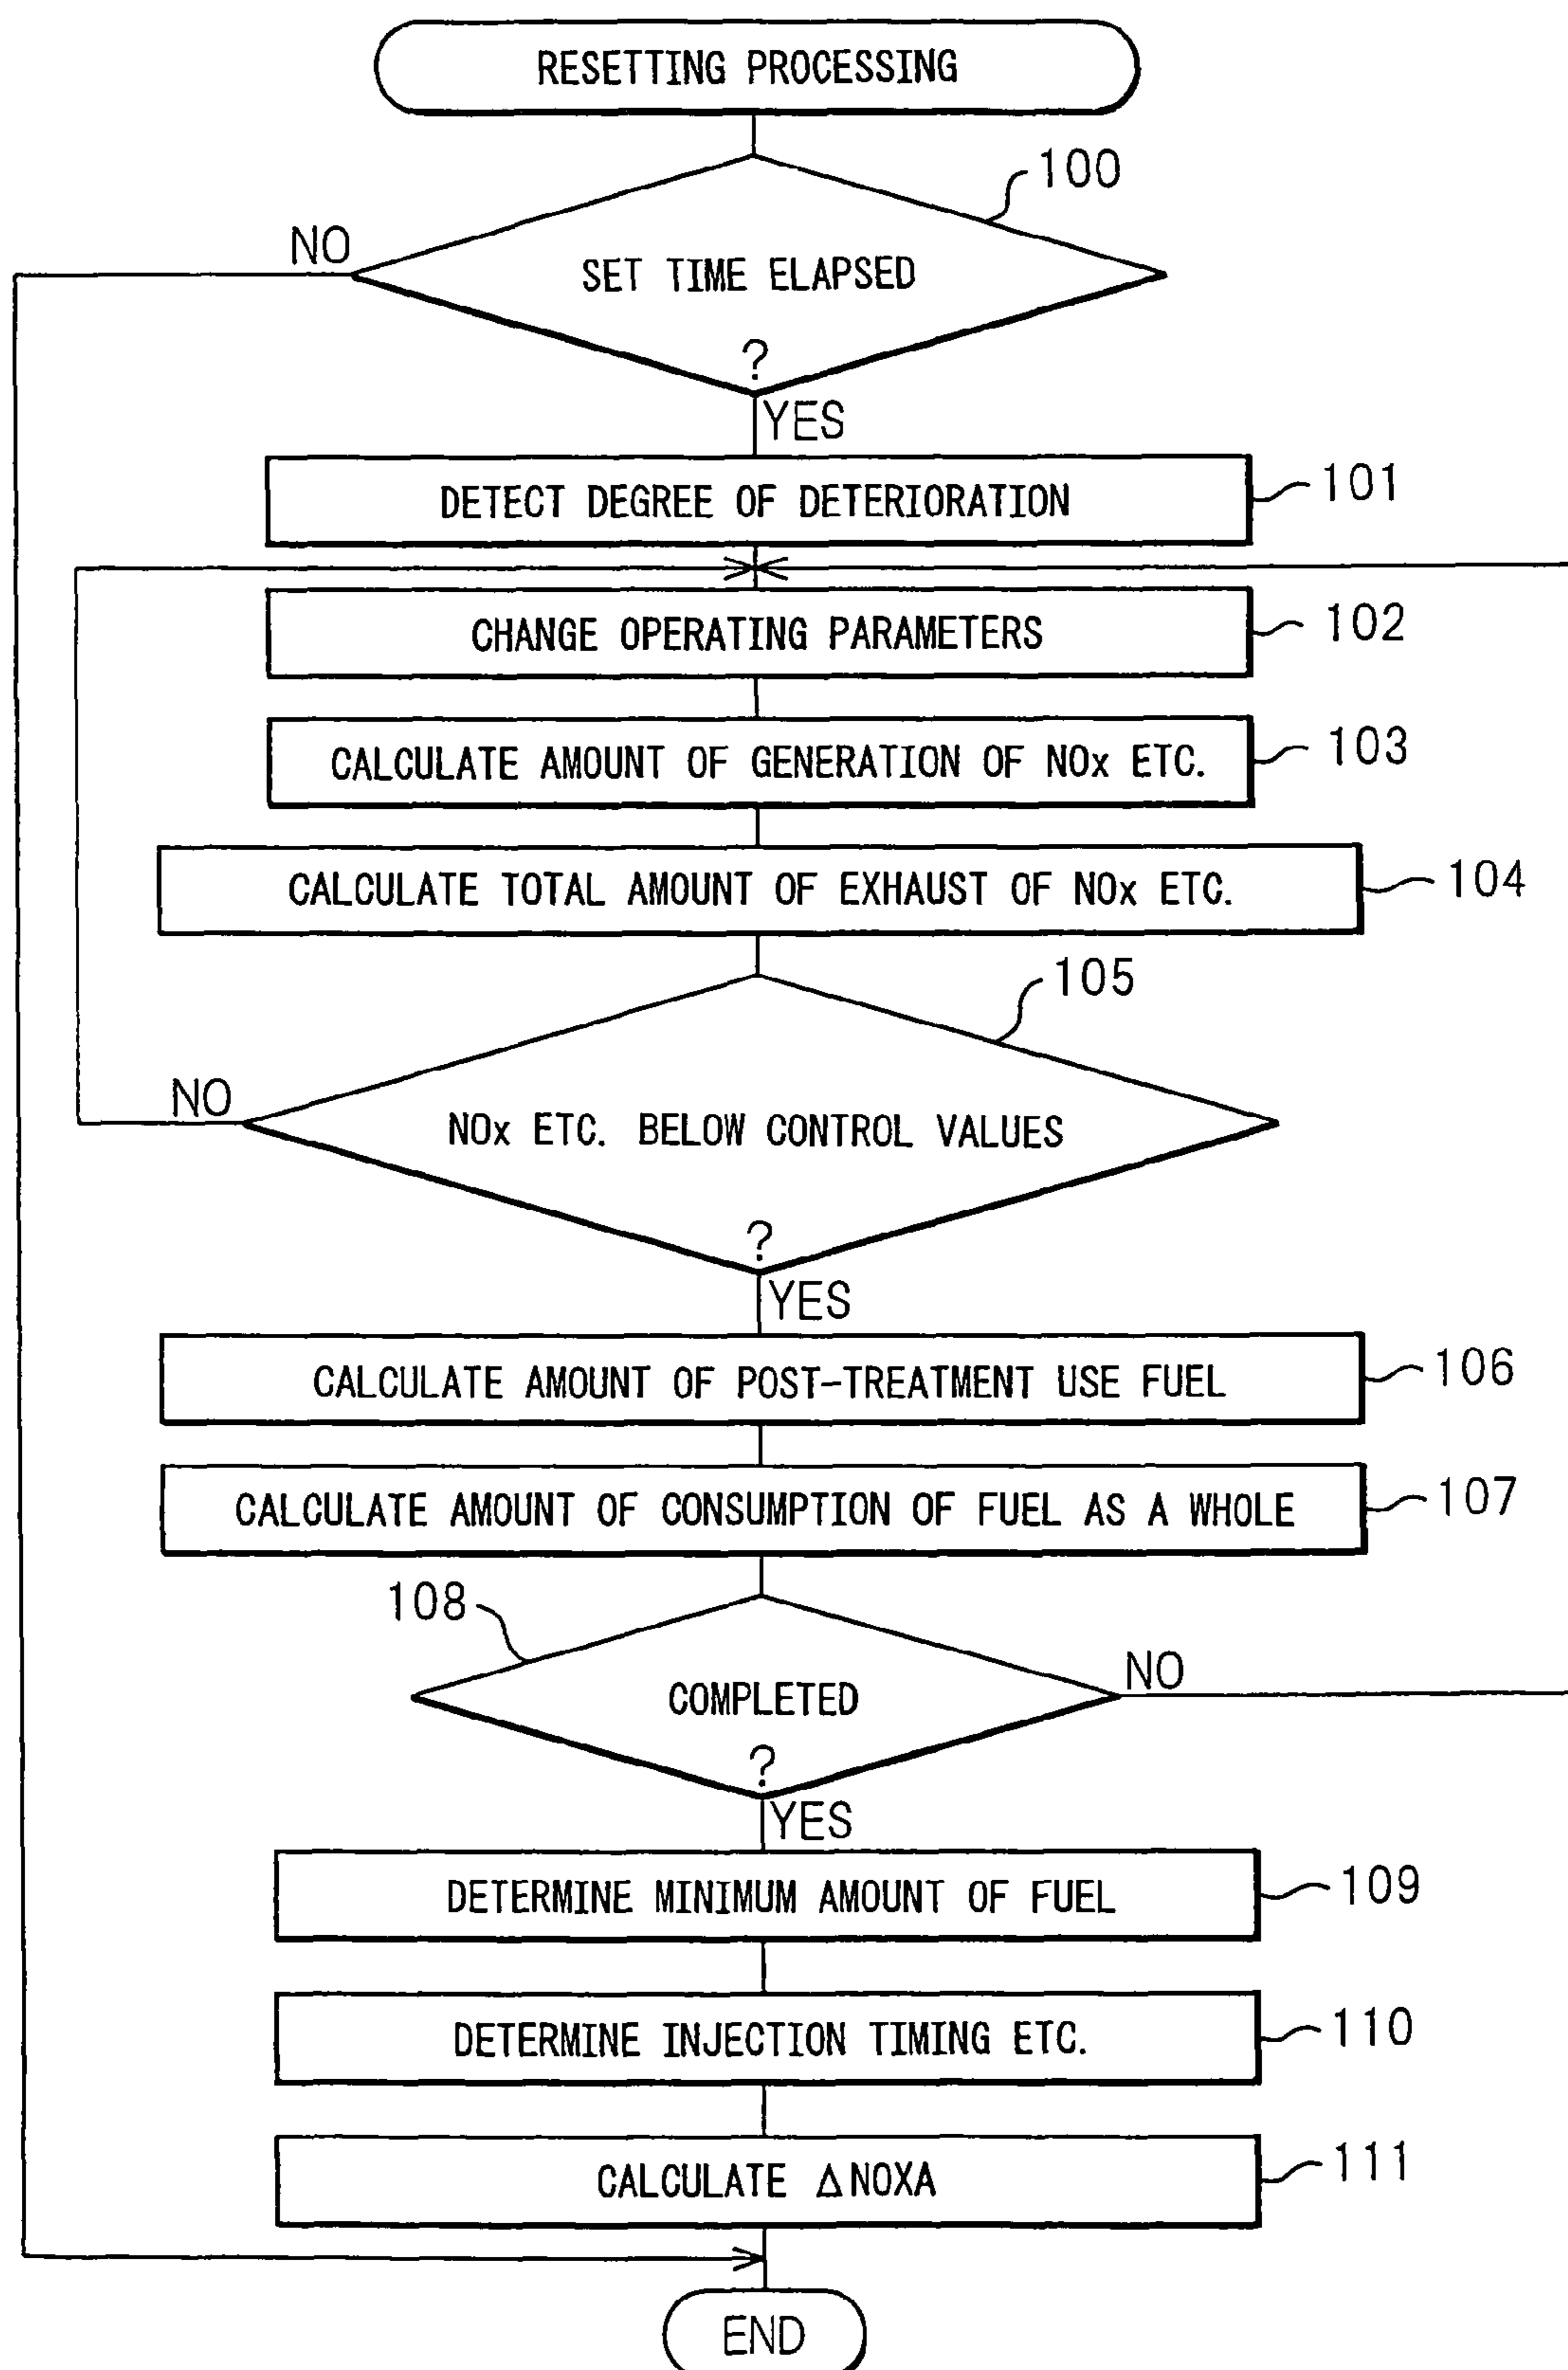 RESETTING PROCESSING
100
NO
SET TIME ELAPSED
?
YES
DETECT DEGREE OF DETERIORATION
101
CHANGE OPERATING PARAMETERS
102
CALCULATE AMOUNT OF GENERATION OF NOx ETC.
103
CALCULATE TOTAL AMOUNT OF EXHAUST OF NOx ETC.
104
105
NO
NOx ETC. BELOW CONTROL VALUES
?
YES
CALCULATE AMOUNT OF POST-TREATMENT USE FUEL
106
CALCULATE AMOUNT OF CONSUMPTION OF FUEL AS A WHOLE
107
108
NO
COMPLETED
?
YES
DETERMINE MINIMUM AMOUNT OF FUEL
109
DETERMINE INJECTION TIMING ETC.
110
CALCULATE ΔNOXA
111
END